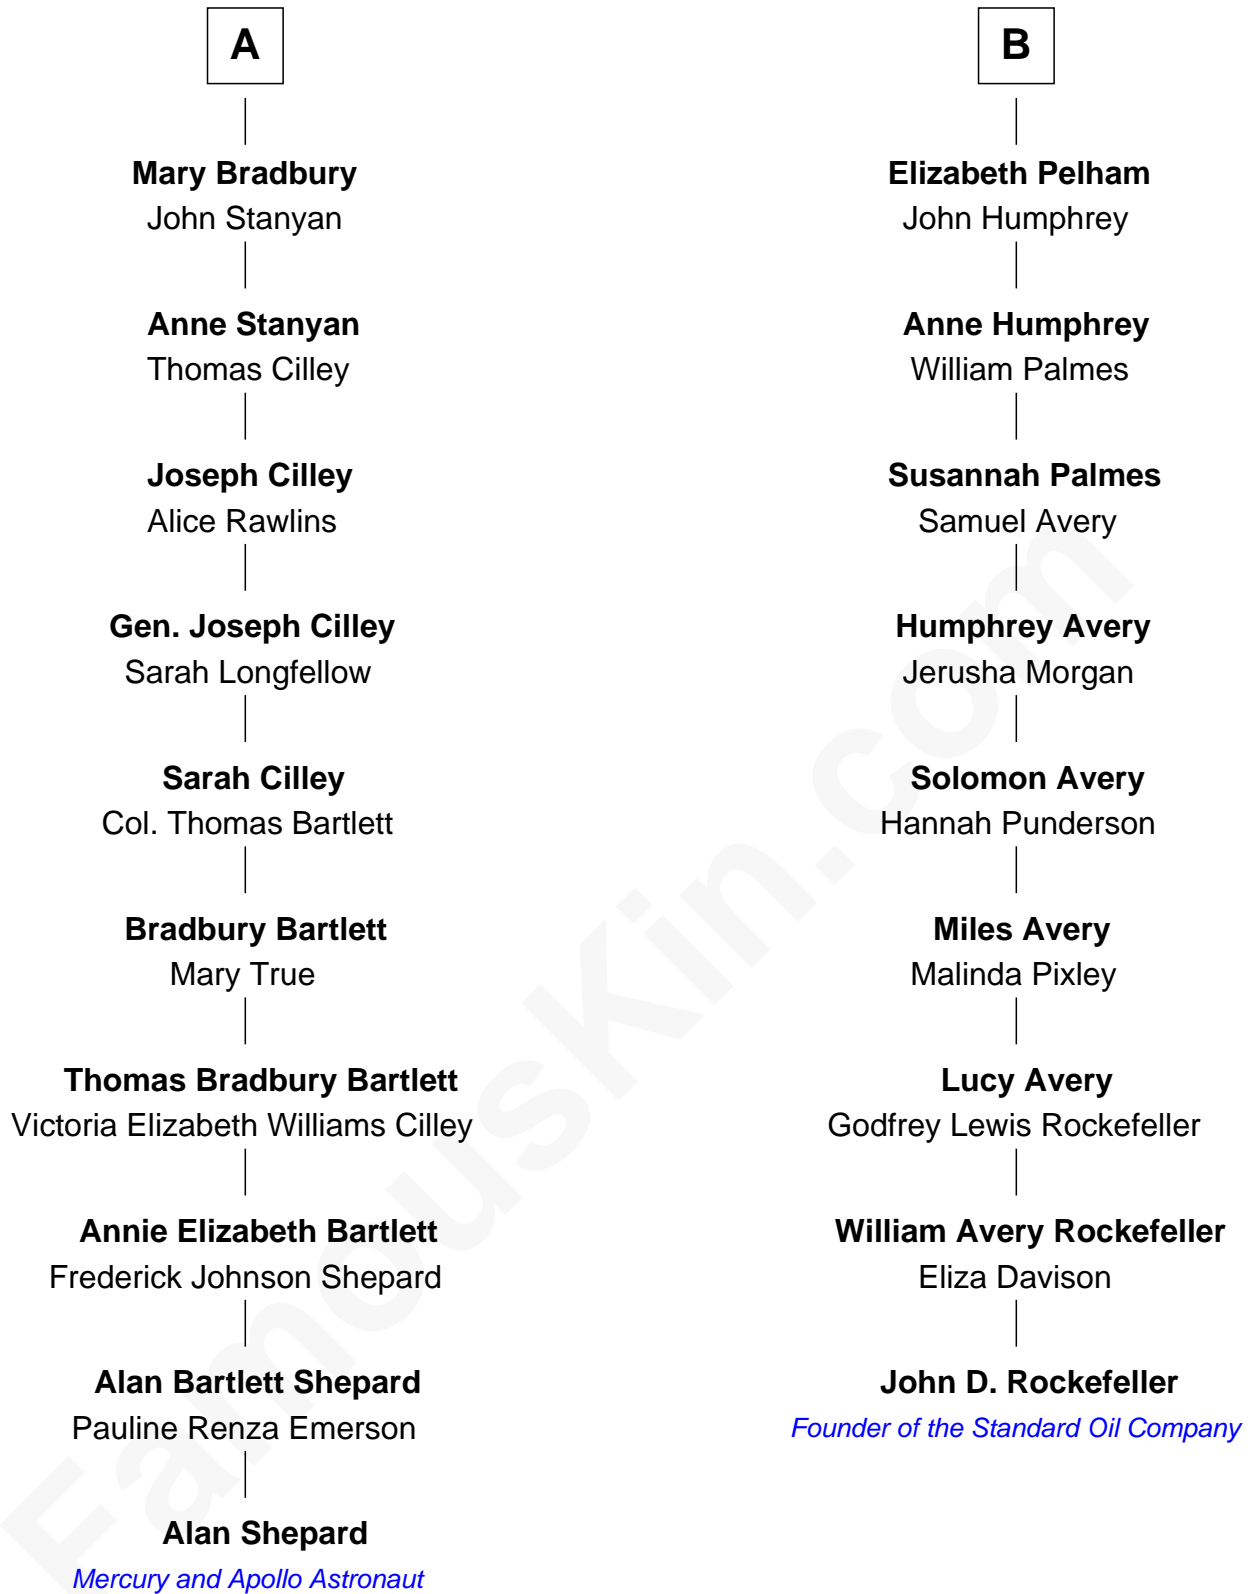 A
Mary Bradbury
John Stanyan
Anne Stanyan
Thomas Cilley
Joseph Cilley
Alice Rawlins
Gen. Joseph Cilley
Sarah Longfellow
Sarah Cilley
Col. Thomas Bartlett
Bradbury Bartlett
Mary True
Thomas Bradbury Bartlett
Victoria Elizabeth Williams Cilley
Annie Elizabeth Bartlett
Frederick Johnson Shepard
Alan Bartlett Shepard
Pauline Renza Emerson
Alan Shepard
Mercury and Apollo Astronaut
B
Elizabeth Pelham
John Humphrey
Anne Humphrey
William Palmes
Susannah Palmes
Samuel Avery
Humphrey Avery
Jerusha Morgan
Solomon Avery
Hannah Punderson
Miles Avery
Malinda Pixley
Lucy Avery
Godfrey Lewis Rockefeller
William Avery Rockefeller
Eliza Davison
John D. Rockefeller
Founder of the Standard Oil Company
FamousKin.com